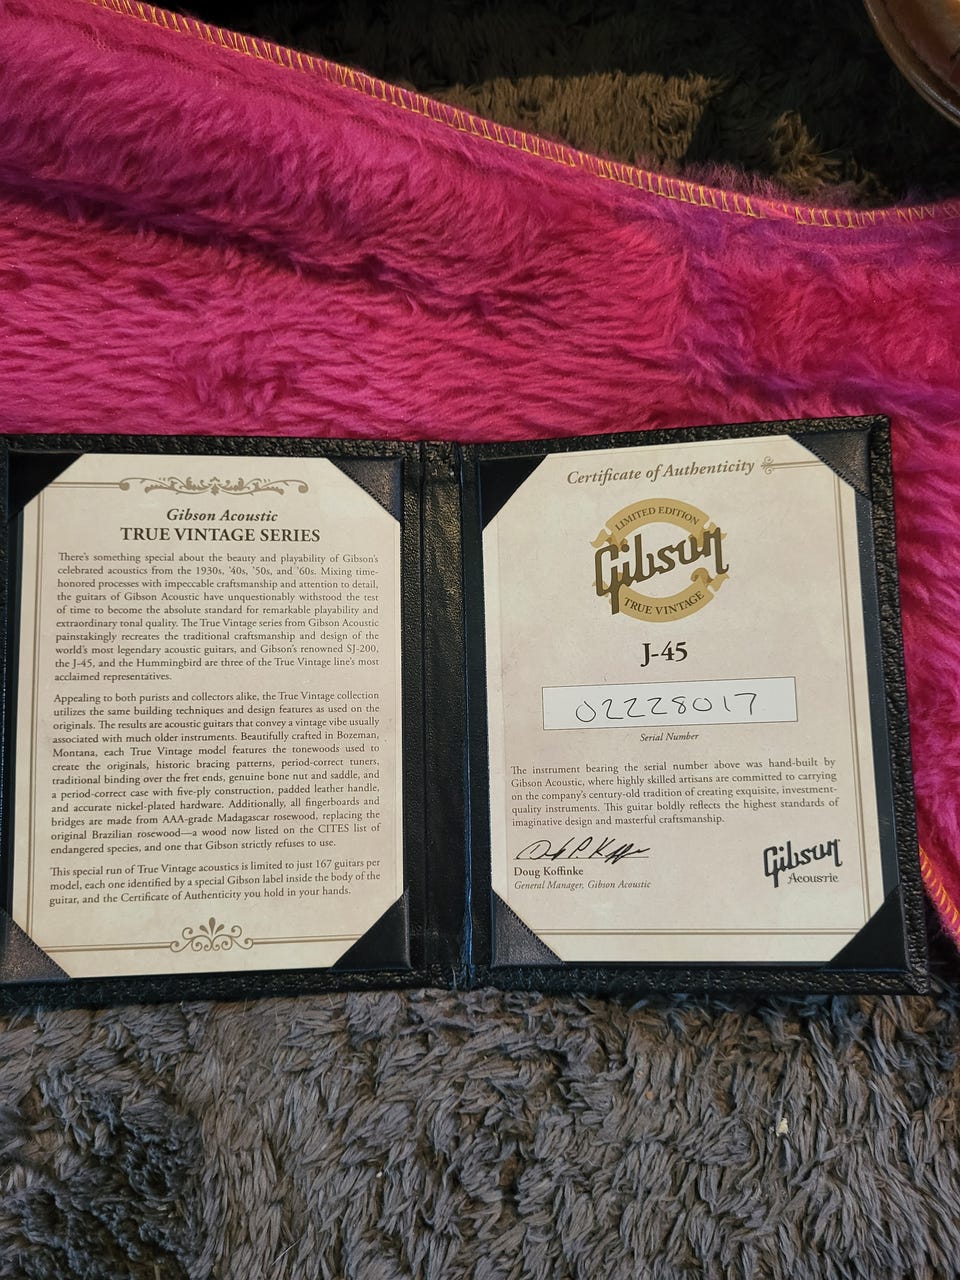 Gibson Acoustic
TRUE VINTAGE SERIES
There's something special about the beauty and playability of Gibson's
celebrated acoustics from the 1930s, '40s, '50s, and '60s. Mixing time-
honored processes with impeccable craftsmanship and attention to detail,
the guitars of Gibson Acoustic have unquestionably withstood the test
of time to become the absolute standard for remarkable playability and
extraordinary tonal quality. The True Vintage series from Gibson Acoustic
painstakingly recreates the traditional craftsmanship and design of the
world's most legendary acoustic guitars, and Gibson's renowned SJ-200,
the J-45, and the Hummingbird are three of the True Vintage line's most
acclaimed representatives.
Appealing to both purists and collectors alike, the True Vintage collection
utilizes the same building techniques and design features as used on the
originals. The results are acoustic guitars that convey a vintage vibe usually
associated with much older instruments. Beautifully crafted in Bozeman,
Montana, each True Vintage model features the tonewoods used to
create the originals, historic bracing patterns, period-correct tuners,
traditional binding over the fret ends, genuine bone nut and saddle, and
a period-correct case with five-ply construction, padded leather handle,
and accurate nickel-plated hardware. Additionally, all fingerboards and
bridges are made from AAA-grade Madagascar rosewood, replacing the
original Brazilian rosewood—a wood now listed on the CITES list of
endangered species, and one that Gibson strictly refuses to use.
This special run of True Vintage acoustics is limited to just 167 guitars per
model, each one identified by a special Gibson label inside the body of the
guitar, and the Certificate of Authenticity you hold in your hands.
Certificate of Authenticity
LIMITED EDITION
Gibson
TRUE VINTAGE
J-45
02228017
Serial Number
The instrument bearing the serial number above was hand-built by
Gibson Acoustic, where highly skilled artisans are committed to carrying
on the company's century-old tradition of creating exquisite, investment-
quality instruments. This guitar boldly reflects the highest standards of
imaginative design and masterful craftsmanship.
Doug Koffinke
General Manager, Gibson Acoustic
Gibson
Acoustic